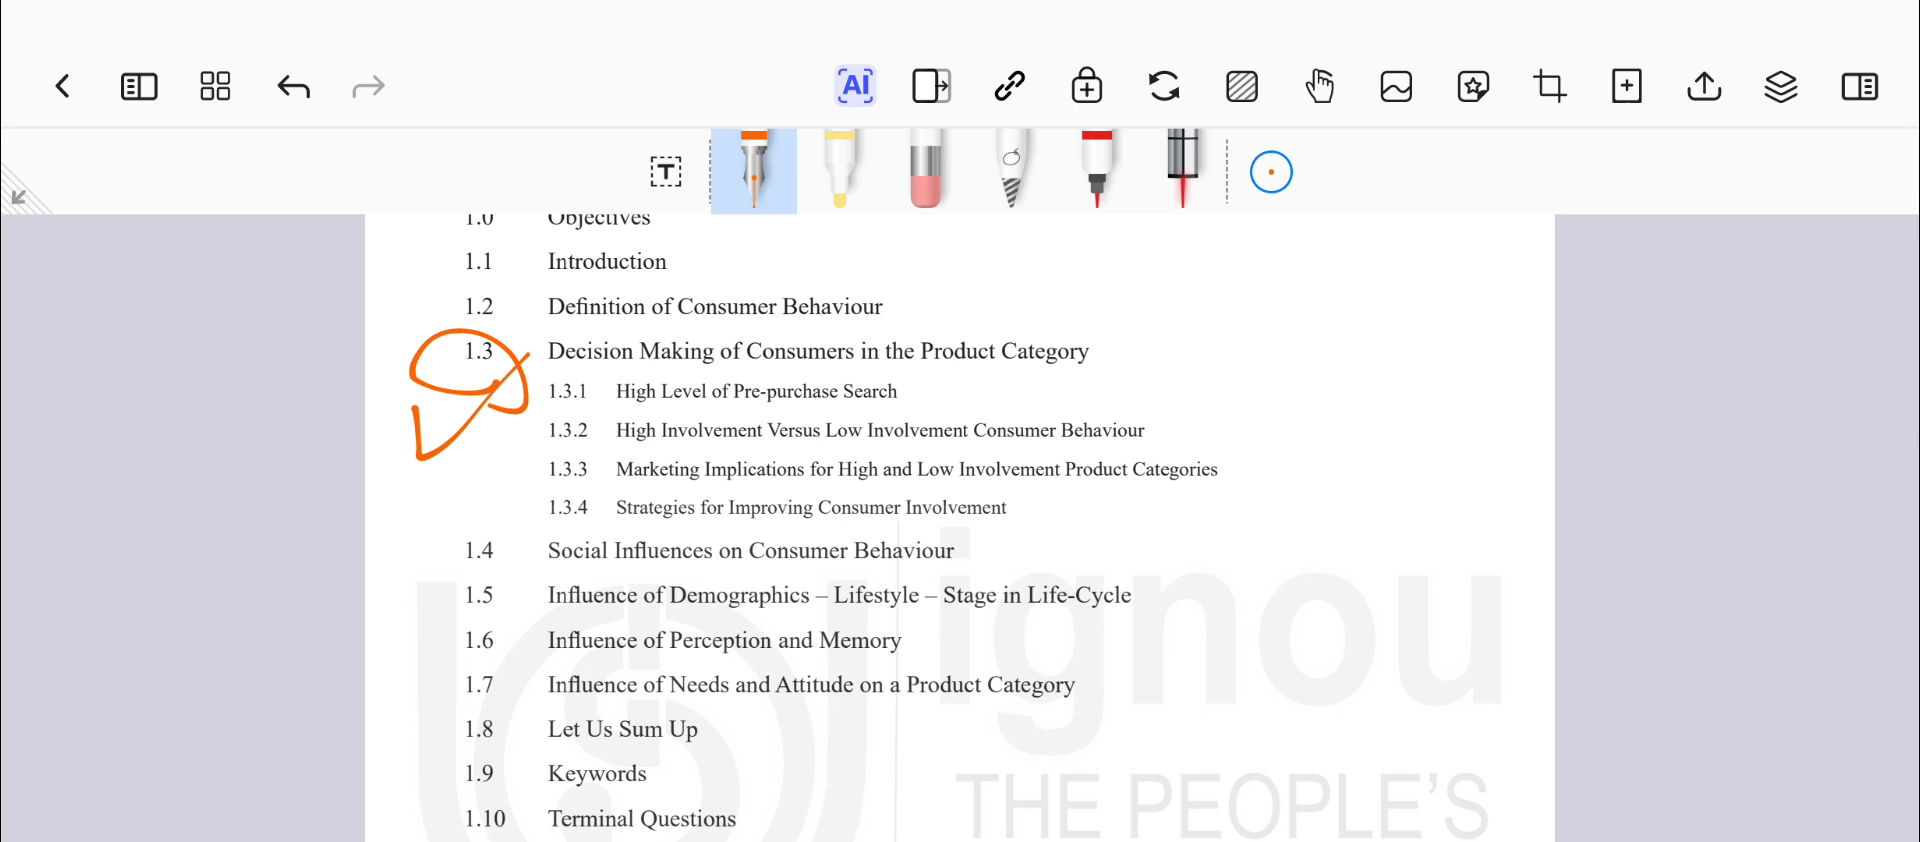 AI
T
1.0 Objectives
1.1 Introduction
1.2 Definition of Consumer Behaviour
1.3 Decision Making of Consumers in the Product Category
1.3.1 High Level of Pre-purchase Search
1.3.2 High Involvement Versus Low Involvement Consumer Behaviour
1.3.3 Marketing Implications for High and Low Involvement Product Categories
1.3.4 Strategies for Improving Consumer Involvement
1.4 Social Influences on Consumer Behaviour
1.5 Influence of Demographics – Lifestyle – Stage in Life-Cycle
1.6 Influence of Perception and Memory
1.7 Influence of Needs and Attitude on a Product Category
1.8 Let Us Sum Up
1.9 Keywords
1.10 Terminal Questions
ignou
THE PEOPLE'S